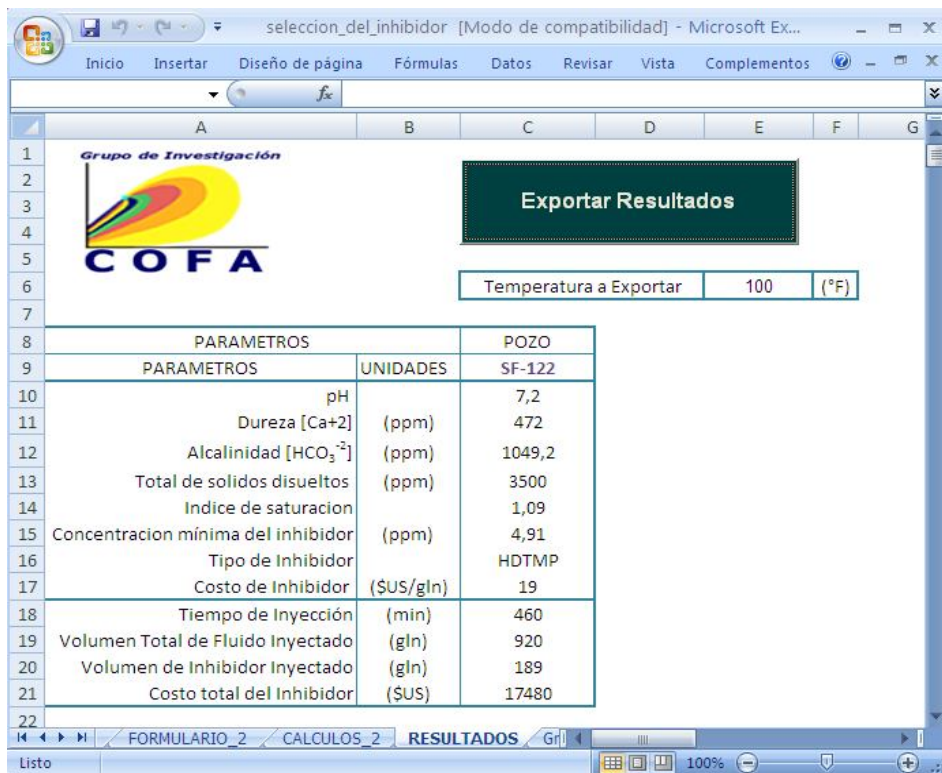 seleccion_del_inhibidor [Modo de compatibilidad] - Microsoft Ex...
Inicio Insertar Diseño de página Fórmulas Datos Revisar Vista Complementos
fx
A B C D E F G
1 Grupo de Investigación
2
3 Exportar Resultados
4
5 COFA
6 Temperatura a Exportar 100 (°F)
7
8 PARAMETROS POZO
9 PARAMETROS UNIDADES SF-122
10 pH 7,2
11 Dureza [Ca+2] (ppm) 472
12 Alcalinidad [HCO₃⁻²] (ppm) 1049,2
13 Total de solidos disueltos (ppm) 3500
14 Indice de saturacion 1,09
15 Concentracion mínima del inhibidor (ppm) 4,91
16 Tipo de Inhibidor HDTMP
17 Costo de Inhibidor ($US/gln) 19
18 Tiempo de Inyección (min) 460
19 Volumen Total de Fluido Inyectado (gln) 920
20 Volumen de Inhibidor Inyectado (gln) 189
21 Costo total del Inhibidor ($US) 17480
22
FORMULARIO_2 CALCULOS_2 RESULTADOS
Listo 100%